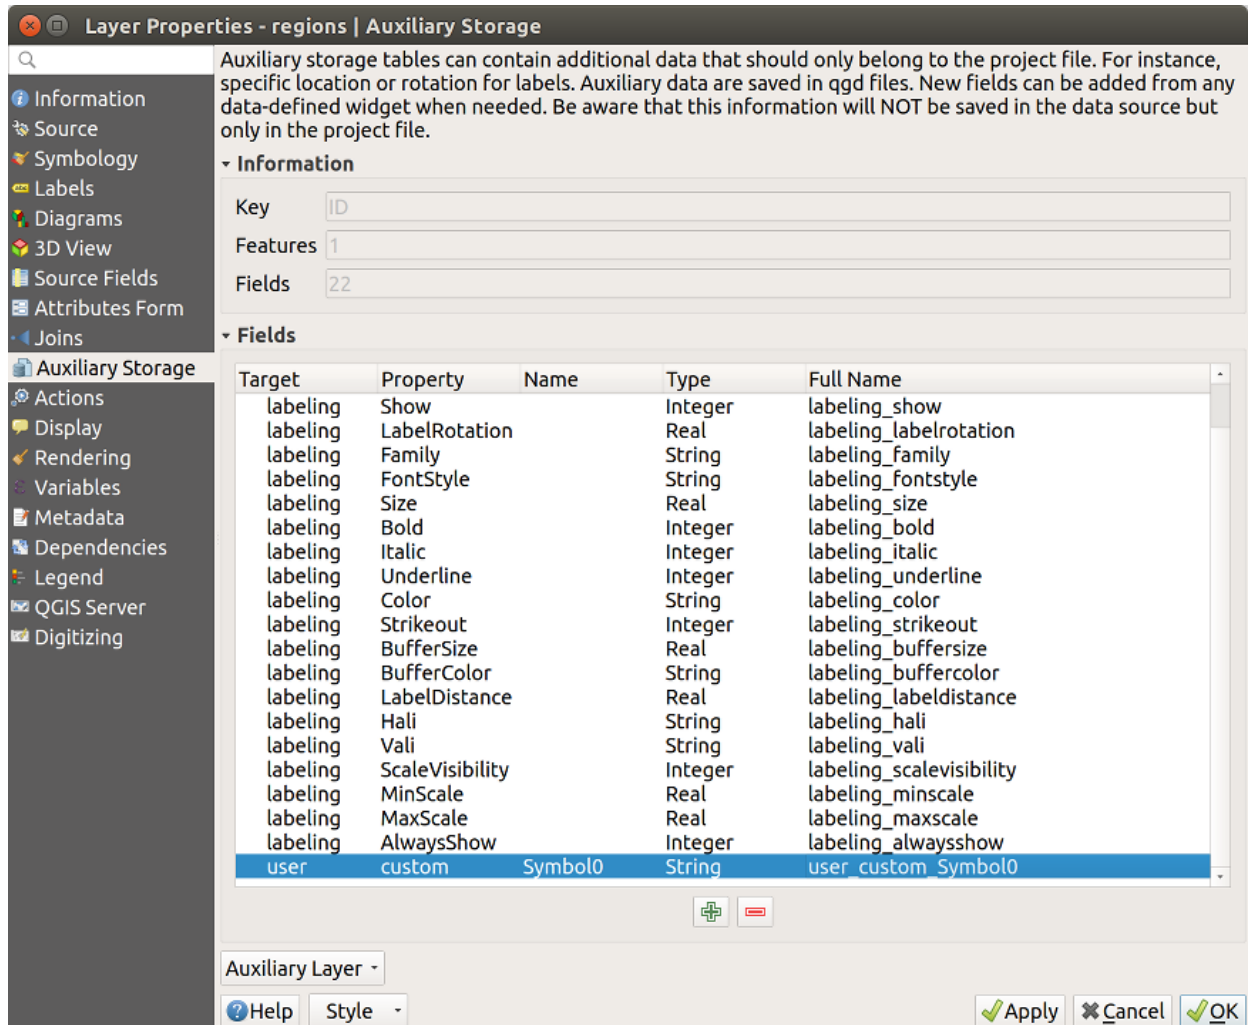 Layer Properties - regions | Auxiliary Storage
Information
Source
Symbology
Labels
Diagrams
3D View
Source Fields
Attributes Form
Joins
Auxiliary Storage
Actions
Display
Rendering
Variables
Metadata
Dependencies
Legend
QGIS Server
Digitizing
Auxiliary storage tables can contain additional data that should only belong to the project file. For instance,
specific location or rotation for labels. Auxiliary data are saved in qgd files. New fields can be added from any
data-defined widget when needed. Be aware that this information will NOT be saved in the data source but
only in the project file.
Information
Key ID
Features 1
Fields 22
Fields
Target Property Name Type Full Name
labeling Show Integer labeling_show
labeling LabelRotation Real labeling_labelrotation
labeling Family String labeling_family
labeling FontStyle String labeling_fontstyle
labeling Size Real labeling_size
labeling Bold Integer labeling_bold
labeling Italic Integer labeling_italic
labeling Underline Integer labeling_underline
labeling Color String labeling_color
labeling Strikeout Integer labeling_strikeout
labeling BufferSize Real labeling_buffersize
labeling BufferColor String labeling_buffercolor
labeling LabelDistance Real labeling_labeldistance
labeling Hali String labeling_hali
labeling Vali String labeling_vali
labeling ScaleVisibility Integer labeling_scalevisibility
labeling MinScale Real labeling_minscale
labeling MaxScale Real labeling_maxscale
labeling AlwaysShow Integer labeling_alwaysshow
user custom Symbol0 String user_custom_Symbol0
Auxiliary Layer
Help Style Apply Cancel OK